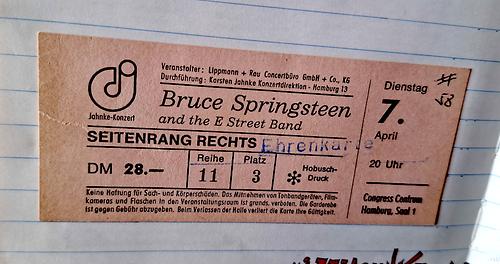 Veranstalter: Lippmann + Rau Concertbüro GmbH + Co., KG
Durchführung: Karsten Jahnke Konzertdirektion - Hamburg 13
Jahnke-Konzert
Bruce Springsteen
and the E Street Band
SEITENRANG RECHTS Ehrenkarte
DM 28.—
Reihe
11
Platz
3
* Hobusch-
Druck
Keine Haftung für Sach- und Körperschäden. Das Mitnehmen von Tonbandgeräten, Film-
kameras und Flaschen in den Veranstaltungsraum ist grunds. verboten. Die Garderobe
ist gegen Gebühr abzugeben. Beim Verlassen der Halle verliert die Karte ihre Gültigkeit.
Dienstag
7.
April
20 Uhr
Congress Centrum
Hamburg, Saal 1